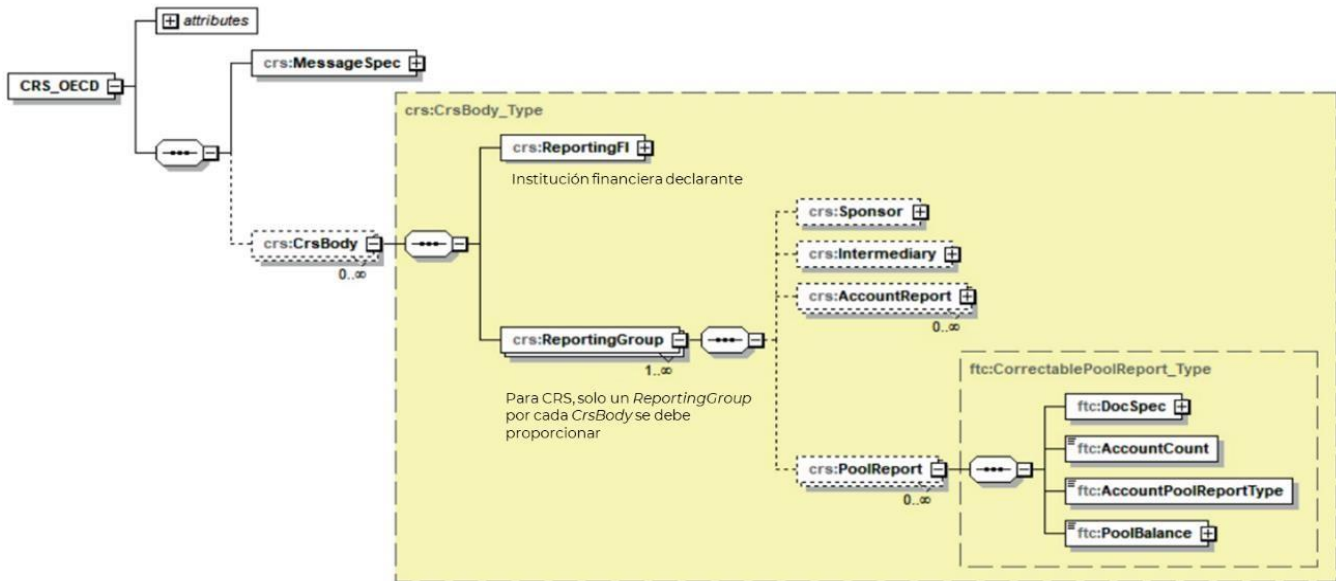 attributes
CRS_OECD
crs:MessageSpec
crs:CrsBody_Type
crs:ReportingFI
Institución financiera declarante
crs:CrsBody
0..∞
crs:Sponsor
crs:Intermediary
crs:AccountReport
0..∞
crs:ReportingGroup
1..∞
Para CRS, solo un ReportingGroup
por cada CrsBody se debe
proporcionar
ftc:CorrectablePoolReport_Type
ftc:DocSpec
ftc:AccountCount
crs:PoolReport
0..∞
ftc:AccountPoolReportType
ftc:PoolBalance